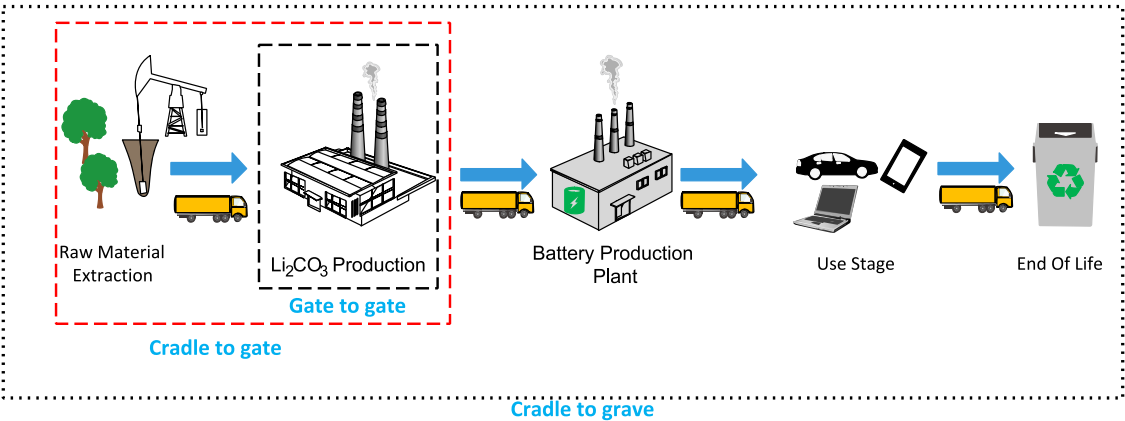 Raw Material
Extraction
Li₂CO₃ Production
Battery Production
Plant
Use Stage
End Of Life
Gate to gate
Cradle to gate
Cradle to grave